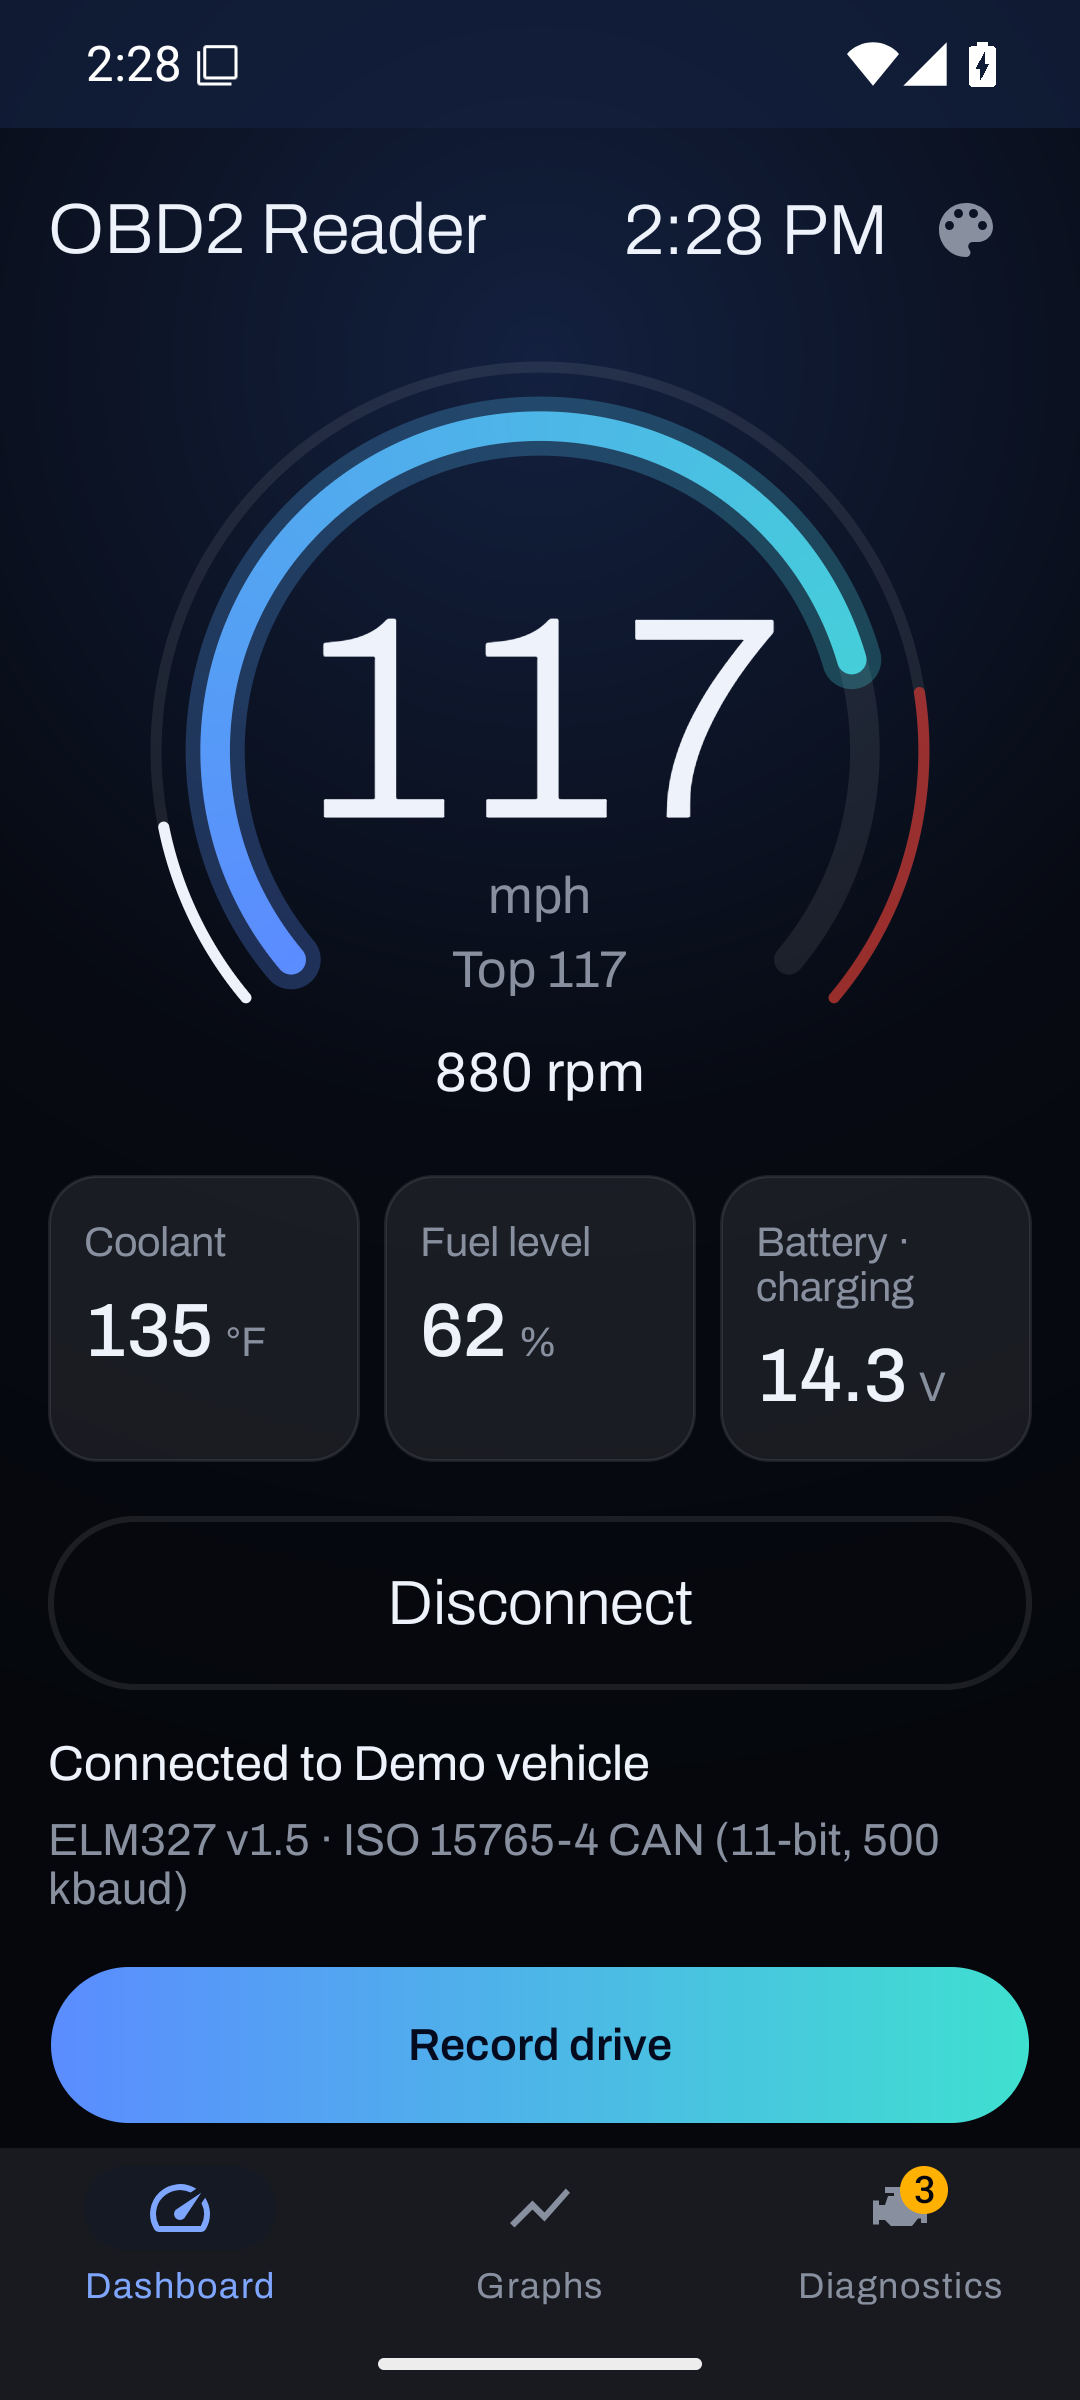 2:28
OBD2 Reader
2:28 PM
117
mph
Top 117
880 rpm
Coolant
135 °F
Fuel level
62 %
Battery ·
charging
14.3 V
Disconnect
Connected to Demo vehicle
ELM327 v1.5 · ISO 15765-4 CAN (11-bit, 500
kbaud)
Record drive
3
Dashboard
Graphs
Diagnostics